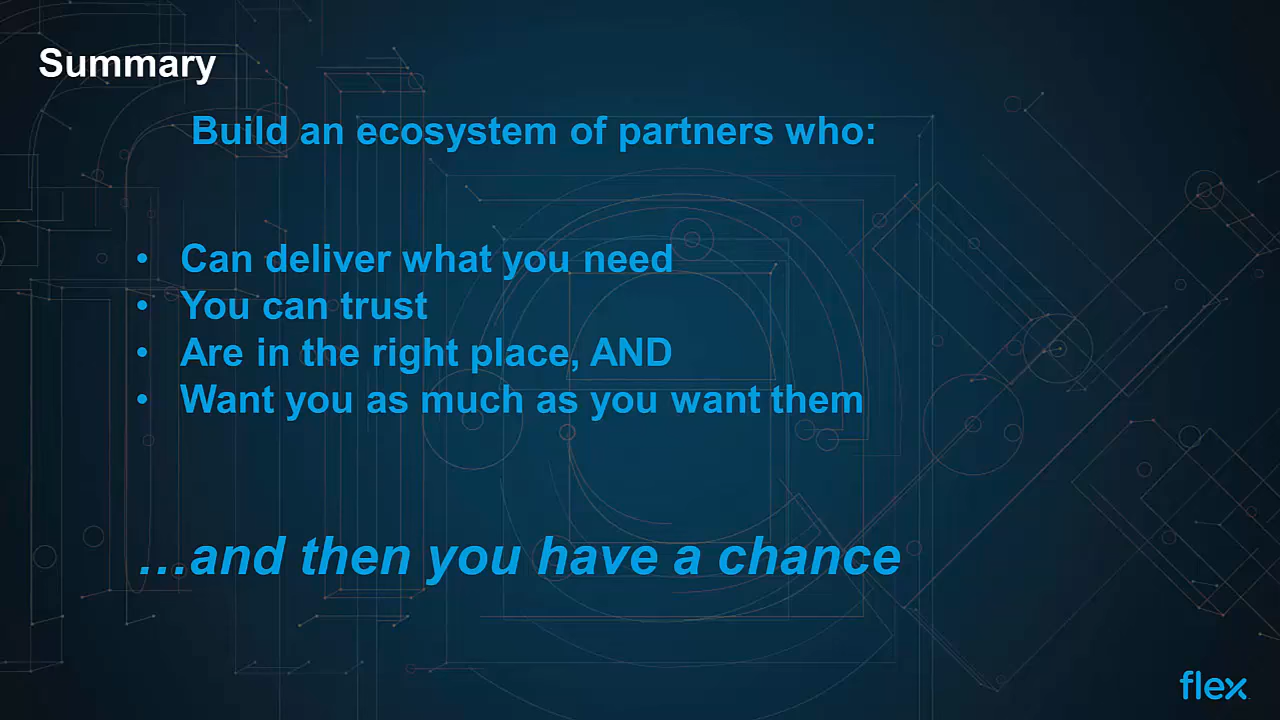 Summary
Build an ecosystem of partners who:
• Can deliver what you need
• You can trust
• Are in the right place, AND
• Want you as much as you want them
…and then you have a chance
flex